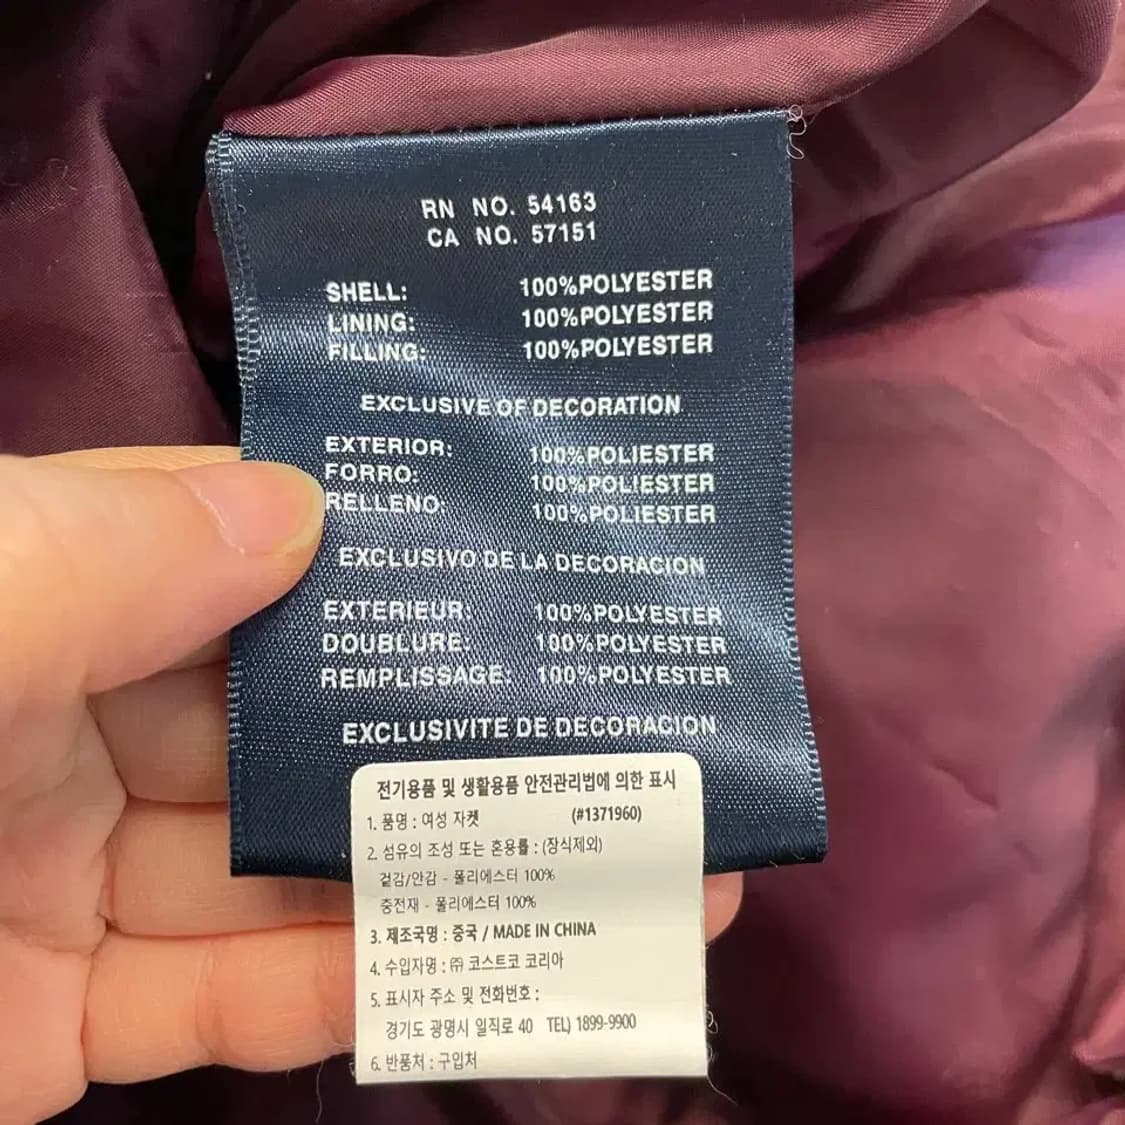 RN NO. 54163
CA NO. 57151
SHELL: 100%POLYESTER
LINING: 100%POLYESTER
FILLING: 100%POLYESTER
EXCLUSIVE OF DECORATION
EXTERIOR: 100%POLIESTER
FORRO: 100%POLIESTER
RELLENO: 100%POLIESTER
EXCLUSIVO DE LA DECORACION
EXTERIEUR: 100%POLYESTER
DOUBLURE: 100%POLYESTER
REMPLISSAGE: 100%POLYESTER
EXCLUSIVITE DE DECORACION
전기용품 및 생활용품 안전관리법에 의한 표시
1. 품명 : 여성 자켓 (#1371960)
2. 섬유의 조성 또는 혼용률 : (장식제외)
겉감/안감 - 폴리에스터 100%
충전재 - 폴리에스터 100%
3. 제조국명 : 중국 / MADE IN CHINA
4. 수입자명 : ㈜ 코스트코 코리아
5. 표시자 주소 및 전화번호 :
경기도 광명시 일직로 40 TEL) 1899-9900
6. 반품처 : 구입처